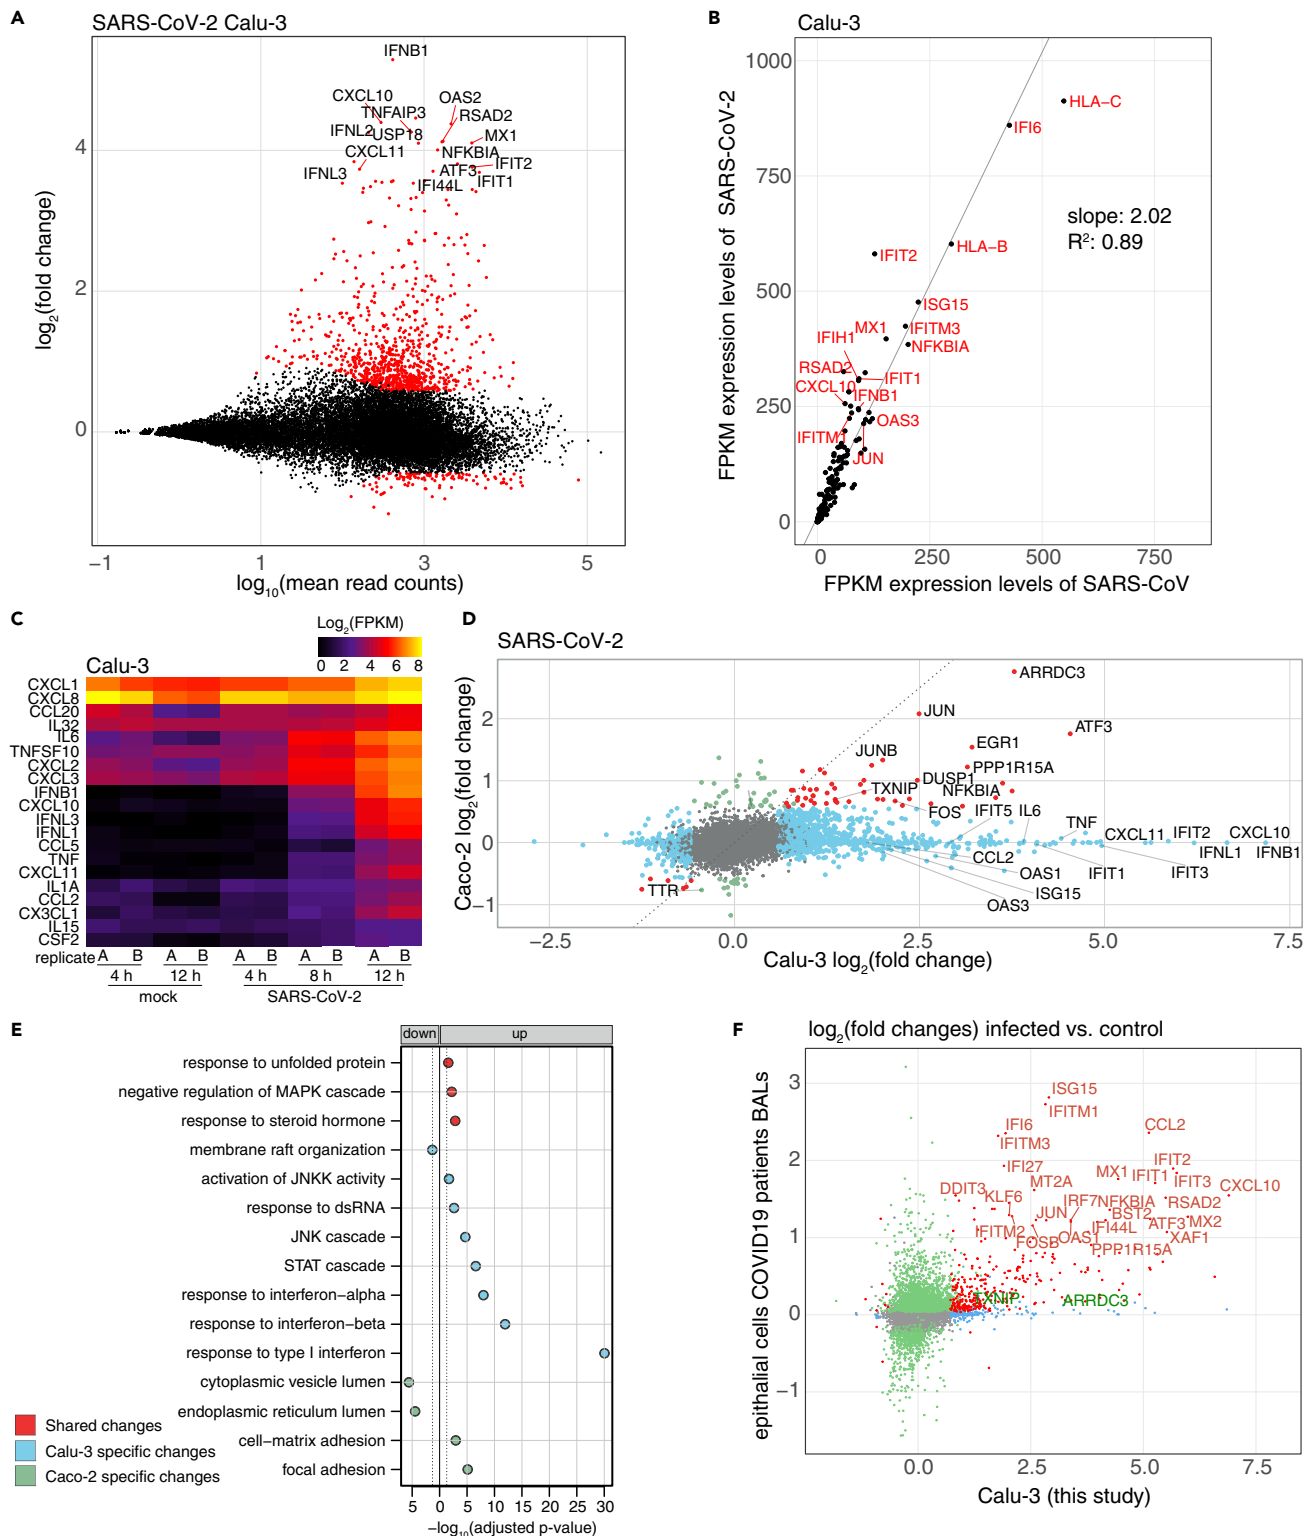 A
SARS-CoV-2 Calu-3
IFNB1
CXCL10
TNFAIP3
OAS2
RSAD2
IFNL2
USP18
MX1
CXCL11
NFKBIA
IFIT2
IFNL3
ATF3
IFI44L
IFIT1
4
2
0
log2(fold change)
−1
1
3
5
log10(mean read counts)
B
Calu-3
1000
750
500
250
0
FPKM expression levels of SARS-CoV-2
HLA−C
IFI6
slope: 2.02
R2: 0.89
HLA−B
IFIT2
ISG15
MX1
IFITM3
IFIH1
NFKBIA
RSAD2
IFIT1
CXCL10
IFNB1
OAS3
IFITM1
JUN
0
250
500
750
FPKM expression levels of SARS-CoV
C
Log2(FPKM)
0 2 4 6 8
Calu-3
CXCL1
CXCL8
CCL20
IL32
IL6
TNFSF10
CXCL2
CXCL3
IFNB1
CXCL10
IFNL3
IFNL1
CCL5
TNF
CXCL11
IL1A
CCL2
CX3CL1
IL15
CSF2
replicate A B A B A B A B A B
4 h 12 h 4 h 8 h 12 h
mock SARS-CoV-2
D
SARS-CoV-2
ARRDC3
JUN
ATF3
EGR1
JUNB
PPP1R15A
DUSP1
TXNIP
NFKBIA
FOS
IFIT5
IL6
TNF
CXCL11
IFIT2
CXCL10
IFNL1
IFNB1
CCL2
OAS1
IFIT1
IFIT3
ISG15
OAS3
TTR
2
1
0
−1
Caco-2 log2(fold change)
−2.5
0.0
2.5
5.0
7.5
Calu-3 log2(fold change)
E
down up
response to unfolded protein
negative regulation of MAPK cascade
response to steroid hormone
membrane raft organization
activation of JNKK activity
response to dsRNA
JNK cascade
STAT cascade
response to interferon−alpha
response to interferon−beta
response to type I interferon
cytoplasmic vesicle lumen
endoplasmic reticulum lumen
cell−matrix adhesion
focal adhesion
Shared changes
Calu-3 specific changes
Caco-2 specific changes
5 0 5 10 15 20 25 30
−log10(adjusted p-value)
F
log2(fold changes) infected vs. control
ISG15
IFITM1
IFI6
IFITM3
CCL2
IFI27
IFIT2
MX1
IFIT1
IFIT3
MT2A
CXCL10
DDIT3
KLF6
IRF7
NFKBIA
RSAD2
JUN
BST2
IFI44L
ATF3
MX2
IFITM2
FOSB
OAS1
XAF1
PPP1R15A
TXNIP
ARRDC3
3
2
1
0
−1
epithalial cells COVID19 patients BALs
0.0
2.5
5.0
7.5
Calu-3 (this study)